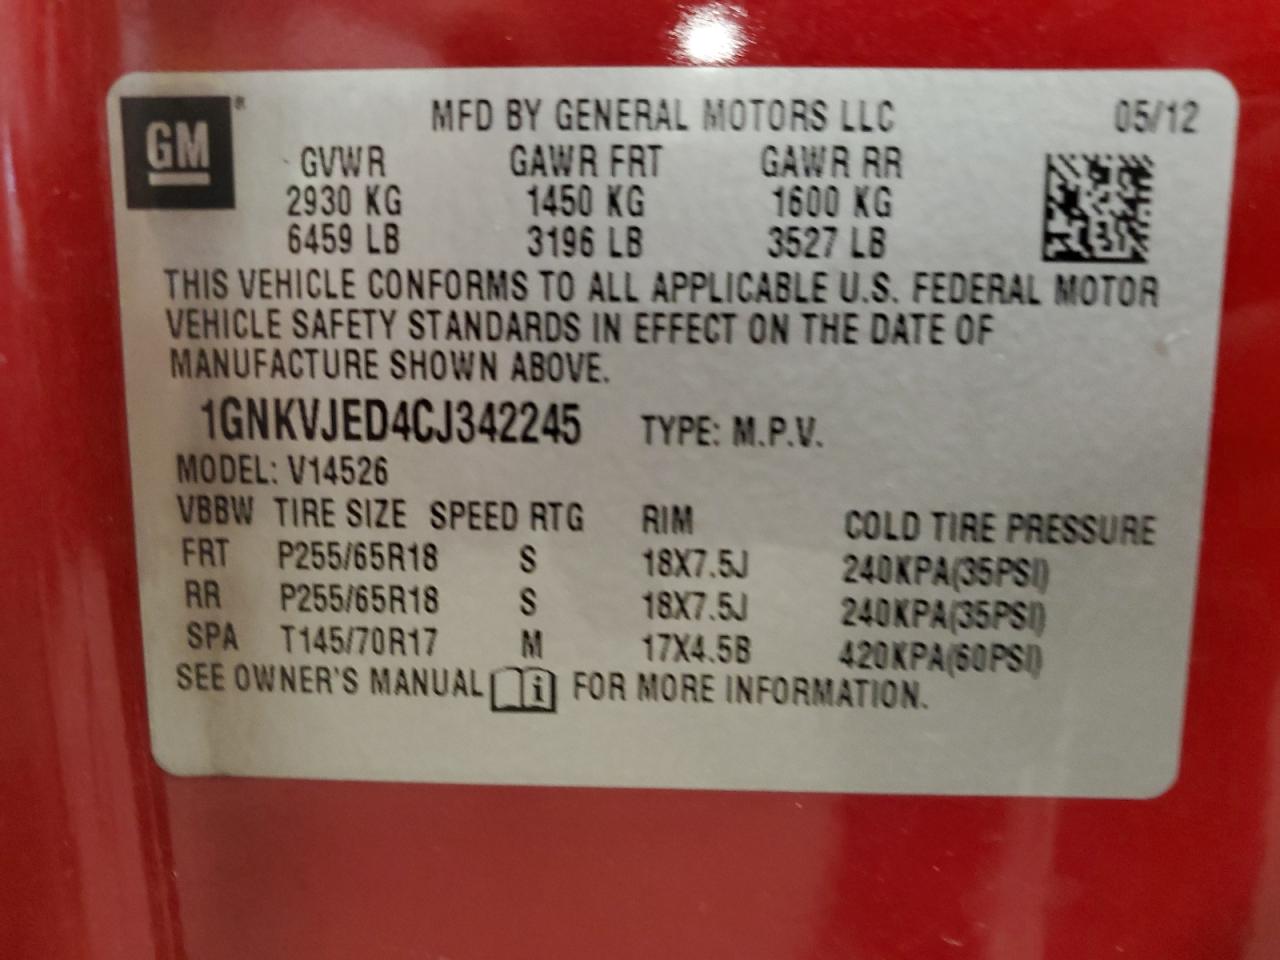 GM®
MFD BY GENERAL MOTORS LLC 05/12
GVWR GAWR FRT GAWR RR
2930 KG 1450 KG 1600 KG
6459 LB 3196 LB 3527 LB
THIS VEHICLE CONFORMS TO ALL APPLICABLE U.S. FEDERAL MOTOR
VEHICLE SAFETY STANDARDS IN EFFECT ON THE DATE OF
MANUFACTURE SHOWN ABOVE.
1GNKVJED4CJ342245 TYPE: M.P.V.
MODEL: V14526
VBBW TIRE SIZE SPEED RTG RIM COLD TIRE PRESSURE
FRT P255/65R18 S 18X7.5J 240KPA(35PSI)
RR P255/65R18 S 18X7.5J 240KPA(35PSI)
SPA T145/70R17 M 17X4.5B 420KPA(60PSI)
SEE OWNER'S MANUAL i FOR MORE INFORMATION.